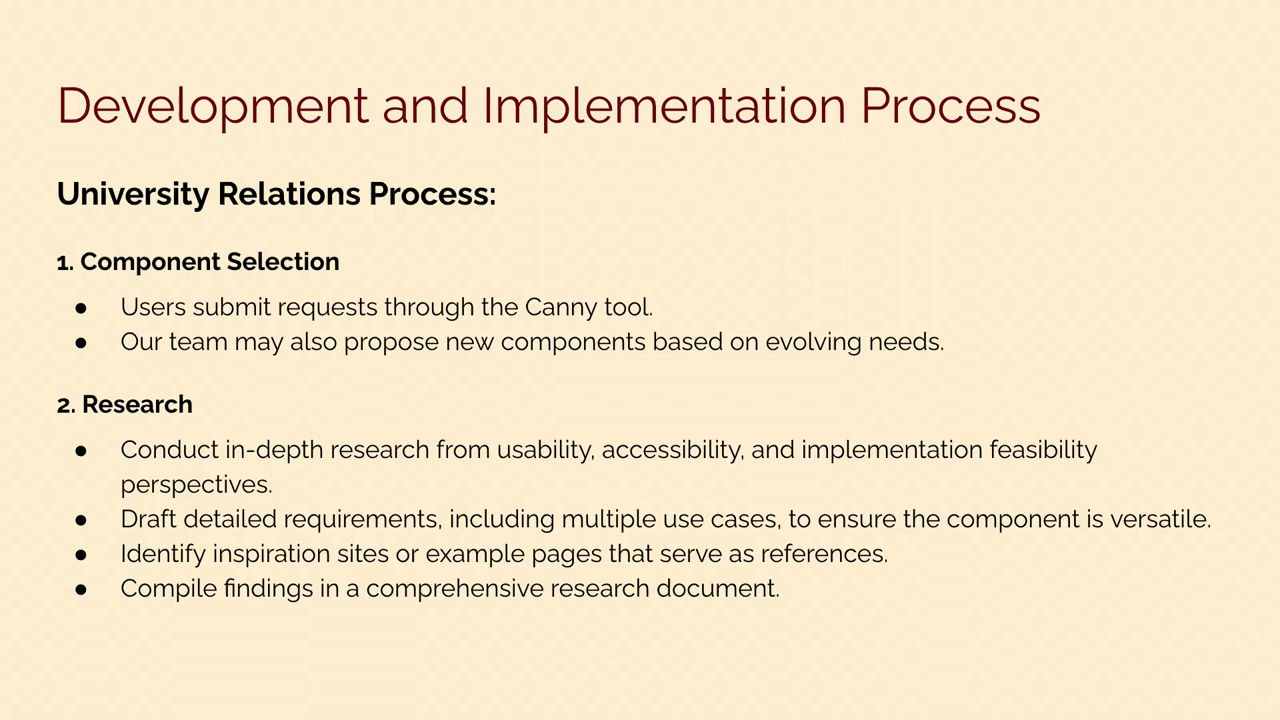 Development and Implementation Process
University Relations Process:
1. Component Selection
● Users submit requests through the Canny tool.
● Our team may also propose new components based on evolving needs.
2. Research
● Conduct in-depth research from usability, accessibility, and implementation feasibility
perspectives.
● Draft detailed requirements, including multiple use cases, to ensure the component is versatile.
● Identify inspiration sites or example pages that serve as references.
● Compile findings in a comprehensive research document.